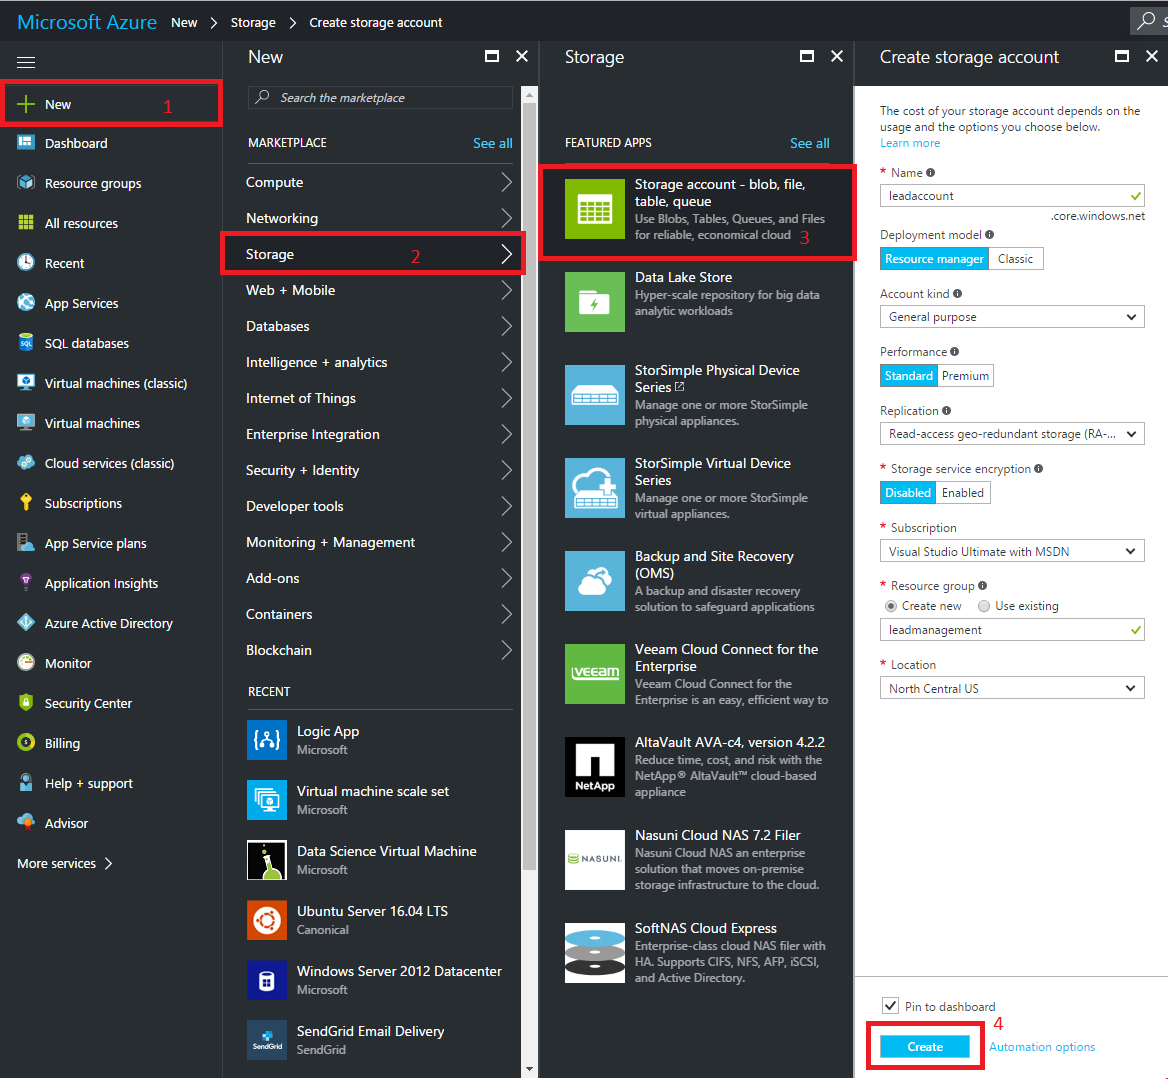 Microsoft Azure New > Storage > Create storage account
New
1
Dashboard
Resource groups
All resources
Recent
App Services
SQL databases
Virtual machines (classic)
Virtual machines
Cloud services (classic)
Subscriptions
App Service plans
Application Insights
Azure Active Directory
Monitor
Security Center
Billing
Help + support
Advisor
More services >
New
Search the marketplace
MARKETPLACE See all
Compute
Networking
Storage
2
Web + Mobile
Databases
Intelligence + analytics
Internet of Things
Enterprise Integration
Security + Identity
Developer tools
Monitoring + Management
Add-ons
Containers
Blockchain
RECENT
Logic App
Microsoft
Virtual machine scale set
Microsoft
Data Science Virtual Machine
Microsoft
Ubuntu Server 16.04 LTS
Canonical
Windows Server 2012 Datacenter
Microsoft
SendGrid
SendGrid Email Delivery
SendGrid
Storage
FEATURED APPS See all
Storage account - blob, file,
table, queue
Use Blobs, Tables, Queues, and Files
for reliable, economical cloud
3
Data Lake Store
Hyper-scale repository for big data
analytic workloads
StorSimple Physical Device
Series
Manage one or more StorSimple
physical appliances.
StorSimple Virtual Device
Series
Manage one or more StorSimple
virtual appliances.
Backup and Site Recovery
(OMS)
A backup and disaster recovery
solution to safeguard applications
veeam
Veeam Cloud Connect for the
Enterprise
Veeam Cloud Connect for the
Enterprise is an easy, efficient way to
NetApp
AltaVault AVA-c4, version 4.2.2
Reduce time, cost, and risk with the
NetApp® AltaVault™ cloud-based
appliance
NASUNI.
Nasuni Cloud NAS 7.2 Filer
Nasuni Cloud NAS an enterprise
solution that moves on-premise
storage infrastructure to the cloud.
SoftNAS Cloud Express
Enterprise-class cloud NAS filer with
HA. Supports CIFS, NFS, AFP, iSCSI,
and Active Directory.
Create storage account
The cost of your storage account depends on the
usage and the options you choose below.
Learn more
* Name
leadaccount
.core.windows.net
Deployment model
Resource manager Classic
Account kind
General purpose
Performance
Standard Premium
Replication
Read-access geo-redundant storage (RA-...
* Storage service encryption
Disabled Enabled
* Subscription
Visual Studio Ultimate with MSDN
* Resource group
Create new Use existing
leadmanagement
* Location
North Central US
Pin to dashboard
4
Create Automation options